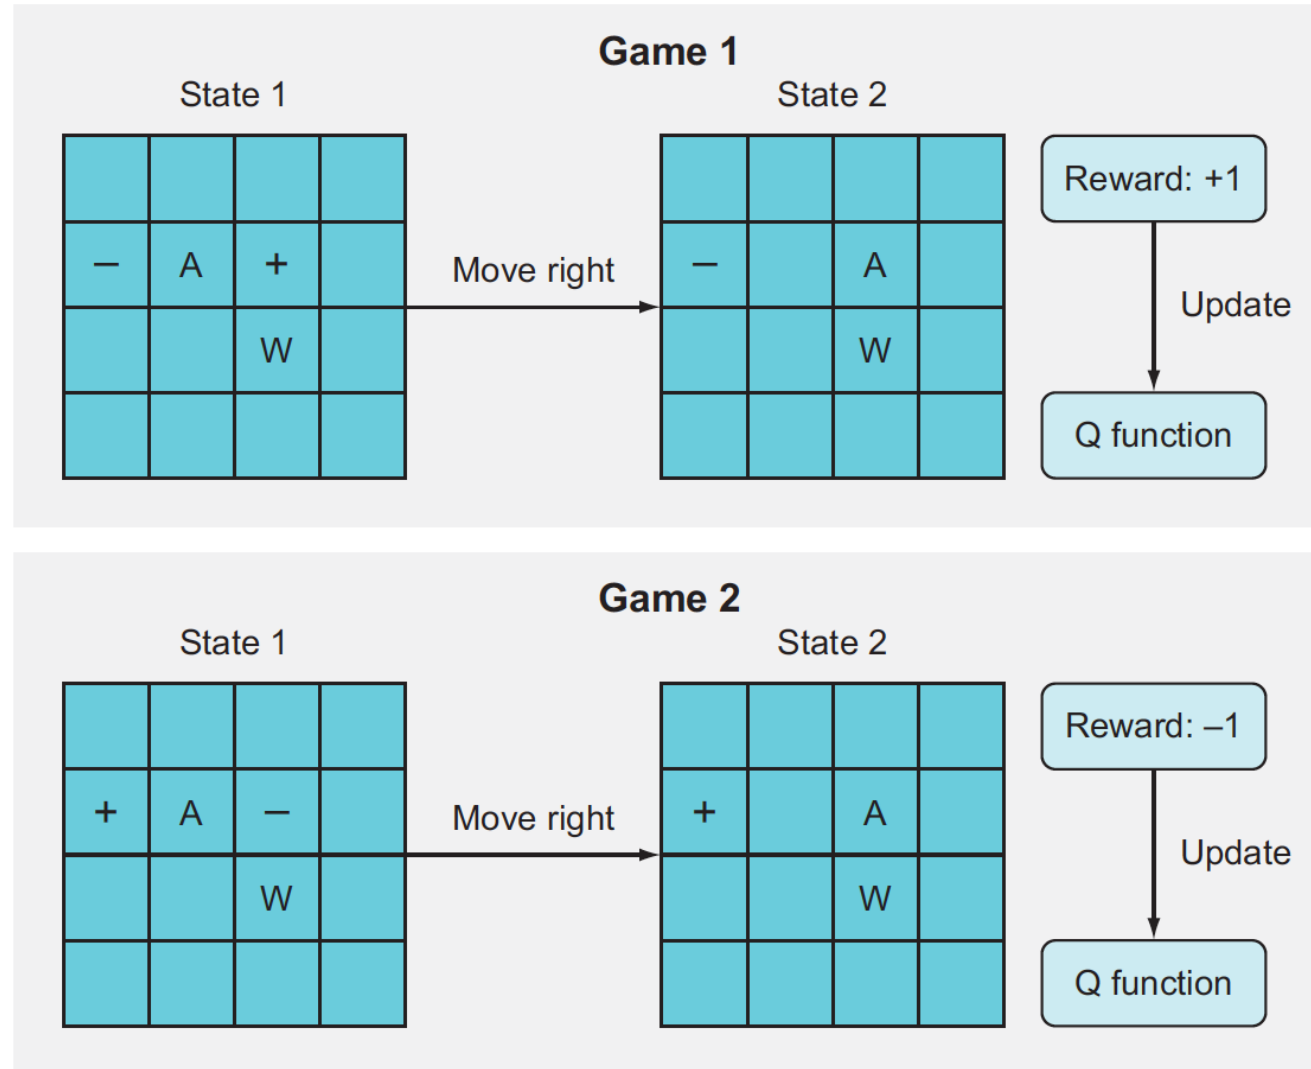 Game 1
State 1
State 2
– A +
W
Move right
– A
W
Reward: +1
Update
Q function
Game 2
State 1
State 2
+ A –
W
Move right
+ A
W
Reward: –1
Update
Q function